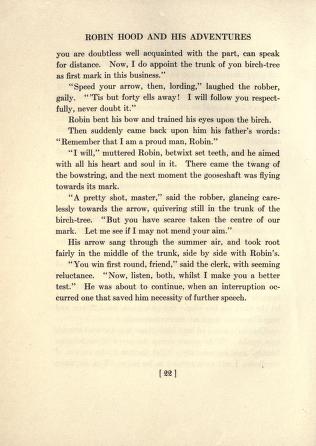 ROBIN HOOD AND HIS ADVENTURES
you are doubtless well acquainted with the part, can speak
for distance. Now, I do appoint the trunk of yon birch-tree
as first mark in this business."
"Speed your arrow, then, lording," laughed the robber,
gaily. "'Tis but forty ells away! I will follow you respect-
fully, never doubt it."
Robin bent his bow and trained his eyes upon the birch.
Then suddenly came back upon him his father's words:
"Remember that I am a proud man, Robin."
"I will," muttered Robin, betwixt set teeth, and he aimed
with all his heart and soul in it. There came the twang of
the bowstring, and the next moment the gooseshaft was flying
towards its mark.
"A pretty shot, master," said the robber, glancing care-
lessly towards the arrow, quivering still in the trunk of the
birch-tree. "But you have scarce taken the centre of our
mark. Let me see if I may not mend your aim."
His arrow sang through the summer air, and took root
fairly in the middle of the trunk, side by side with Robin's.
"You win first round, friend," said the clerk, with seeming
reluctance. "Now, listen, both, whilst I make you a better
test." He was about to continue, when an interruption oc-
curred one that saved him necessity of further speech.
[ 22 ]